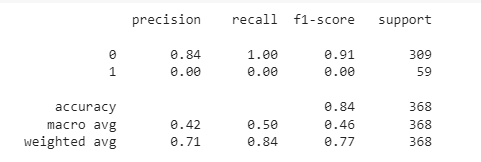 precision recall f1-score support
0 0.84 1.00 0.91 309
1 0.00 0.00 0.00 59
accuracy 0.84 368
macro avg 0.42 0.50 0.46 368
weighted avg 0.71 0.84 0.77 368